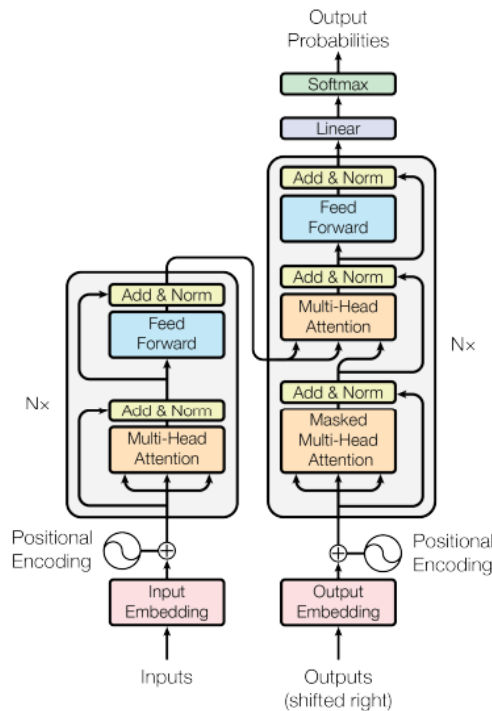 Output
Probabilities
Softmax
Linear
Add & Norm
Feed
Forward
Add & Norm
Multi-Head
Attention
Add & Norm
Masked
Multi-Head
Attention
N×
Add & Norm
Feed
Forward
Add & Norm
Multi-Head
Attention
N×
Positional
Encoding
Positional
Encoding
Input
Embedding
Output
Embedding
Inputs
Outputs
(shifted right)